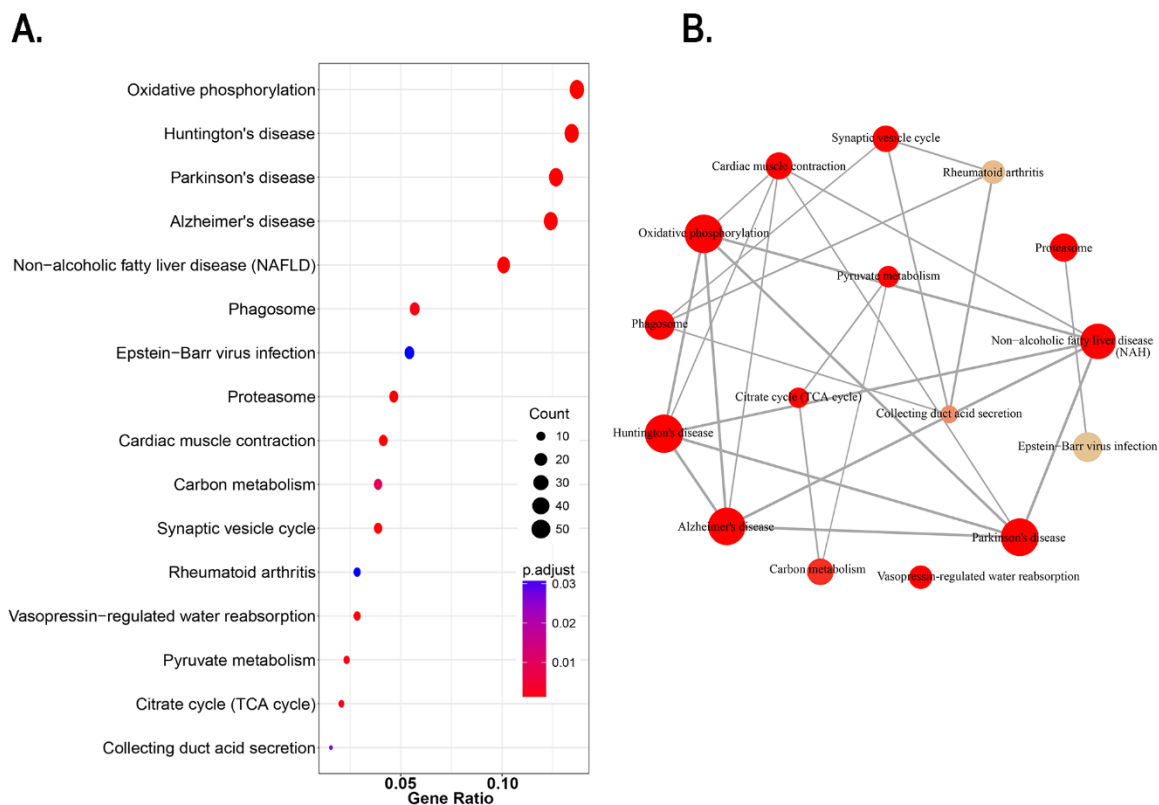 A.
Oxidative phosphorylation
Huntington's disease
Parkinson's disease
Alzheimer's disease
Non−alcoholic fatty liver disease (NAFLD)
Phagosome
Epstein−Barr virus infection
Proteasome
Cardiac muscle contraction
Carbon metabolism
Synaptic vesicle cycle
Rheumatoid arthritis
Vasopressin−regulated water reabsorption
Pyruvate metabolism
Citrate cycle (TCA cycle)
Collecting duct acid secretion
Count
10
20
30
40
50
p.adjust
0.03
0.02
0.01
0.05
0.10
Gene Ratio
B.
Synaptic vesicle cycle
Cardiac muscle contraction
Rheumatoid arthritis
Oxidative phosphorylation
Proteasome
Pyruvate metabolism
Phagosome
Non−alcoholic fatty liver disease
(NAH)
Citrate cycle (TCA cycle)
Collecting duct acid secretion
Huntington's disease
Epstein−Barr virus infection
Alzheimer's disease
Parkinson's disease
Carbon metabolism
Vasopressin-regulated water reabsorption